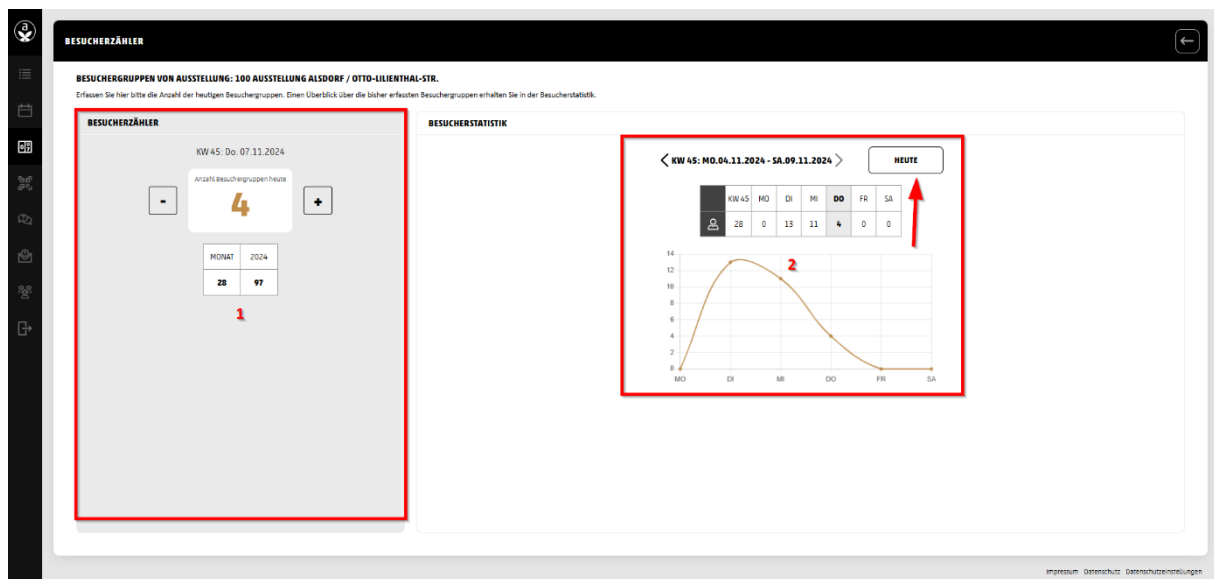 a
BESUCHERZÄHLER
BESUCHERGRUPPEN VON AUSSTELLUNG: 100 AUSSTELLUNG ALSDORF / OTTO-LILIENTHAL-STR.
Erfassen Sie hier bitte die Anzahl der heutigen Besuchergruppen. Einen Überblick über die bisher erfassten Besuchergruppen erhalten Sie in der Besucherstatistik.
BESUCHERZÄHLER
KW 45: Do. 07.11.2024
Anzahl Besuchergruppen heute
- 4 +
MONAT 2024
28 97
1
BESUCHERSTATISTIK
KW 45: MO.04.11.2024 - SA.09.11.2024
HEUTE
KW 45 MO DI MI DO FR SA
28 0 13 11 4 0 0
2
14
12
10
8
6
4
2
0
MO DI MI DO FR SA
Impressum Datenschutz Datenschutzeinstellungen